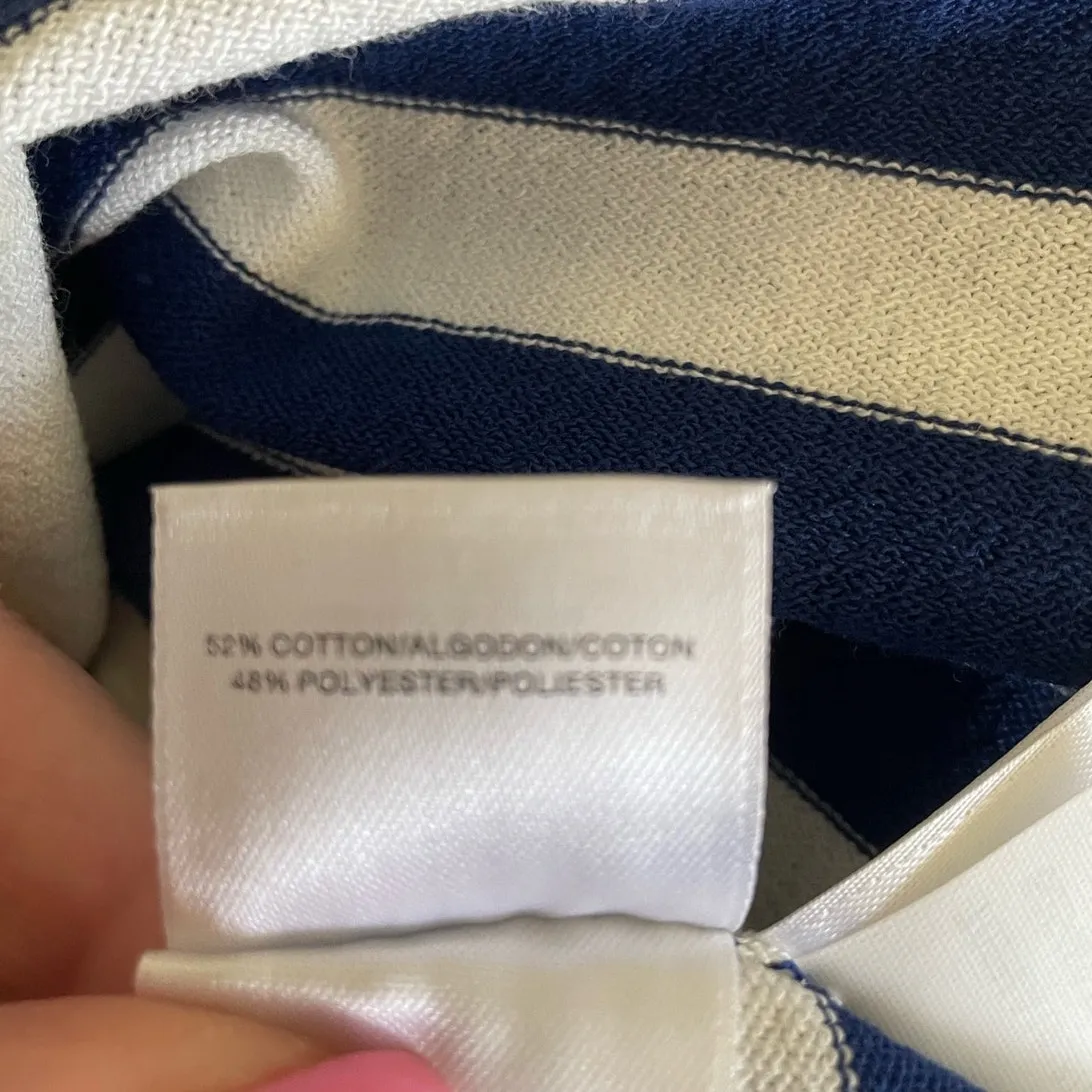 52% COTTON/ALGODON/COTON
48% POLYESTER/POLIESTER